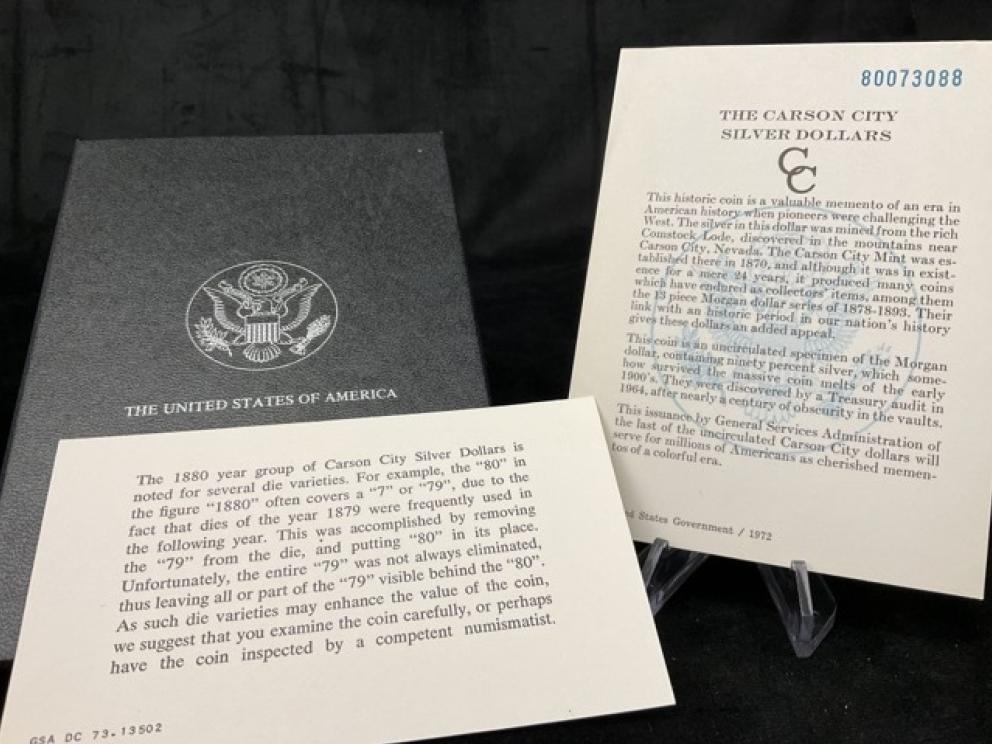 THE UNITED STATES OF AMERICA
The 1880 year group of Carson City Silver Dollars is
noted for several die varieties. For example, the “80” in
the figure “1880” often covers a “7” or “79”, due to the
fact that dies of the year 1879 were frequently used in
the following year. This was accomplished by removing
the “79” from the die, and putting “80” in its place.
Unfortunately, the entire “79” was not always eliminated,
thus leaving all or part of the “79” visible behind the “80”.
As such die varieties may enhance the value of the coin,
we suggest that you examine the coin carefully, or perhaps
have the coin inspected by a competent numismatist.
GSA DC 73-13502
80073088
THE CARSON CITY
SILVER DOLLARS
CC
This historic coin is a valuable memento of an era in
American history when pioneers were challenging the
West. The silver in this dollar was mined from the rich
Comstock Lode, discovered in the mountains near
Carson City, Nevada. The Carson City Mint was es-
tablished there in 1870, and although it was in exist-
ence for a mere 24 years, it produced many coins
which have endured as collectors’ items, among them
the 13 piece Morgan dollar series of 1878-1893. Their
link with an historic period in our nation’s history
gives these dollars an added appeal.
This coin is an uncirculated specimen of the Morgan
dollar, containing ninety percent silver, which some-
how survived the massive coin melts of the early
1900’s. They were discovered by a Treasury audit in
1964, after nearly a century of obscurity in the vaults.
This issuance by General Services Administration of
the last of the uncirculated Carson City dollars will
serve for millions of Americans as cherished memen-
tos of a colorful era.
States Government / 1972